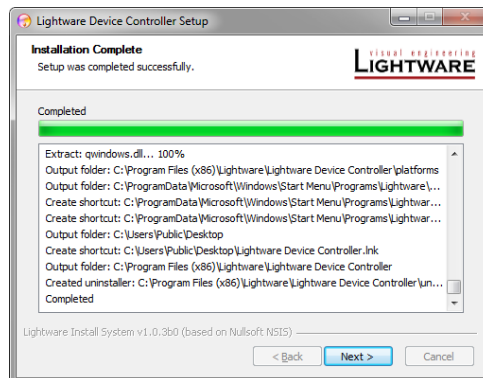 Lightware Device Controller Setup
Installation Complete
Setup was completed successfully.
visual engineering
LIGHTWARE
Completed
Extract: qwindows.dll... 100%
Output folder: C:\Program Files (x86)\Lightware\Lightware Device Controller\platforms
Output folder: C:\ProgramData\Microsoft\Windows\Start Menu\Programs\Lightware\...
Create shortcut: C:\ProgramData\Microsoft\Windows\Start Menu\Programs\Lightwar...
Create shortcut: C:\ProgramData\Microsoft\Windows\Start Menu\Programs\Lightwar...
Output folder: C:\Users\Public\Desktop
Create shortcut: C:\Users\Public\Desktop\Lightware Device Controller.lnk
Output folder: C:\Program Files (x86)\Lightware\Lightware Device Controller
Created uninstaller: C:\Program Files (x86)\Lightware\Lightware Device Controller\un...
Completed
Lightware Install System v1.0.3b0 (based on Nullsoft NSIS)
< Back Next > Cancel